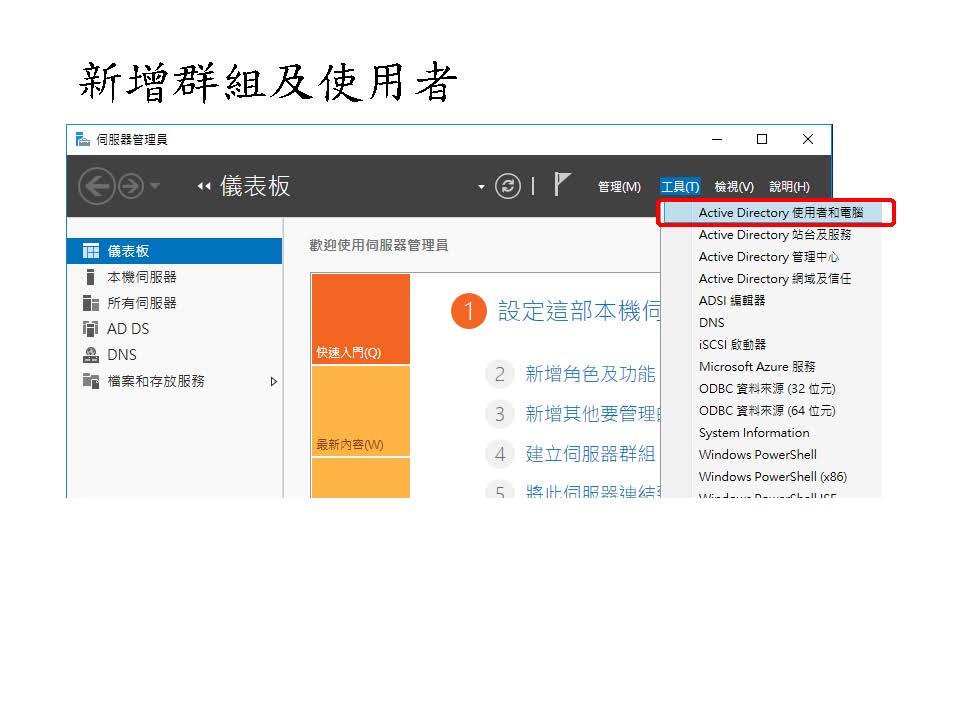 新增群組及使用者
伺服器管理員
儀表板
管理(M) 工具(T) 檢視(V) 說明(H)
儀表板
本機伺服器
所有伺服器
AD DS
DNS
檔案和存放服務
歡迎使用伺服器管理員
快速入門(Q)
最新內容(W)
1 設定這部本機伺
2 新增角色及功能
3 新增其他要管理的
4 建立伺服器群組
5 將此伺服器連結到
Active Directory 使用者和電腦
Active Directory 站台及服務
Active Directory 管理中心
Active Directory 網域及信任
ADSI 編輯器
DNS
iSCSI 啟動器
Microsoft Azure 服務
ODBC 資料來源 (32 位元)
ODBC 資料來源 (64 位元)
System Information
Windows PowerShell
Windows PowerShell (x86)
Windows PowerShell ISE